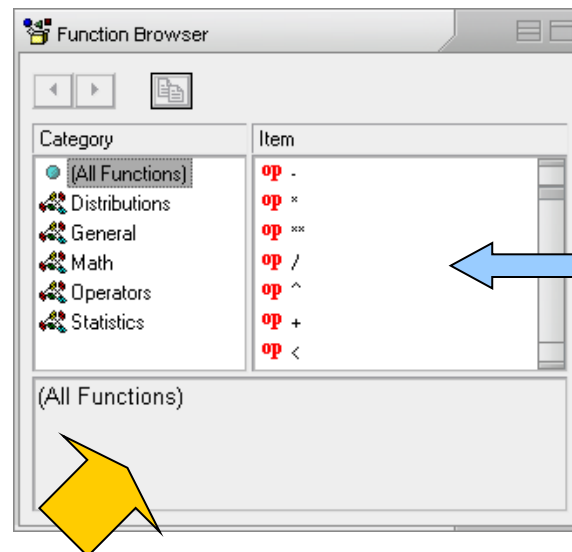 Function Browser
Category Item
(All Functions)
Distributions
General
Math
Operators
Statistics
op -
op *
op **
op /
op ^
op +
op <
(All Functions)